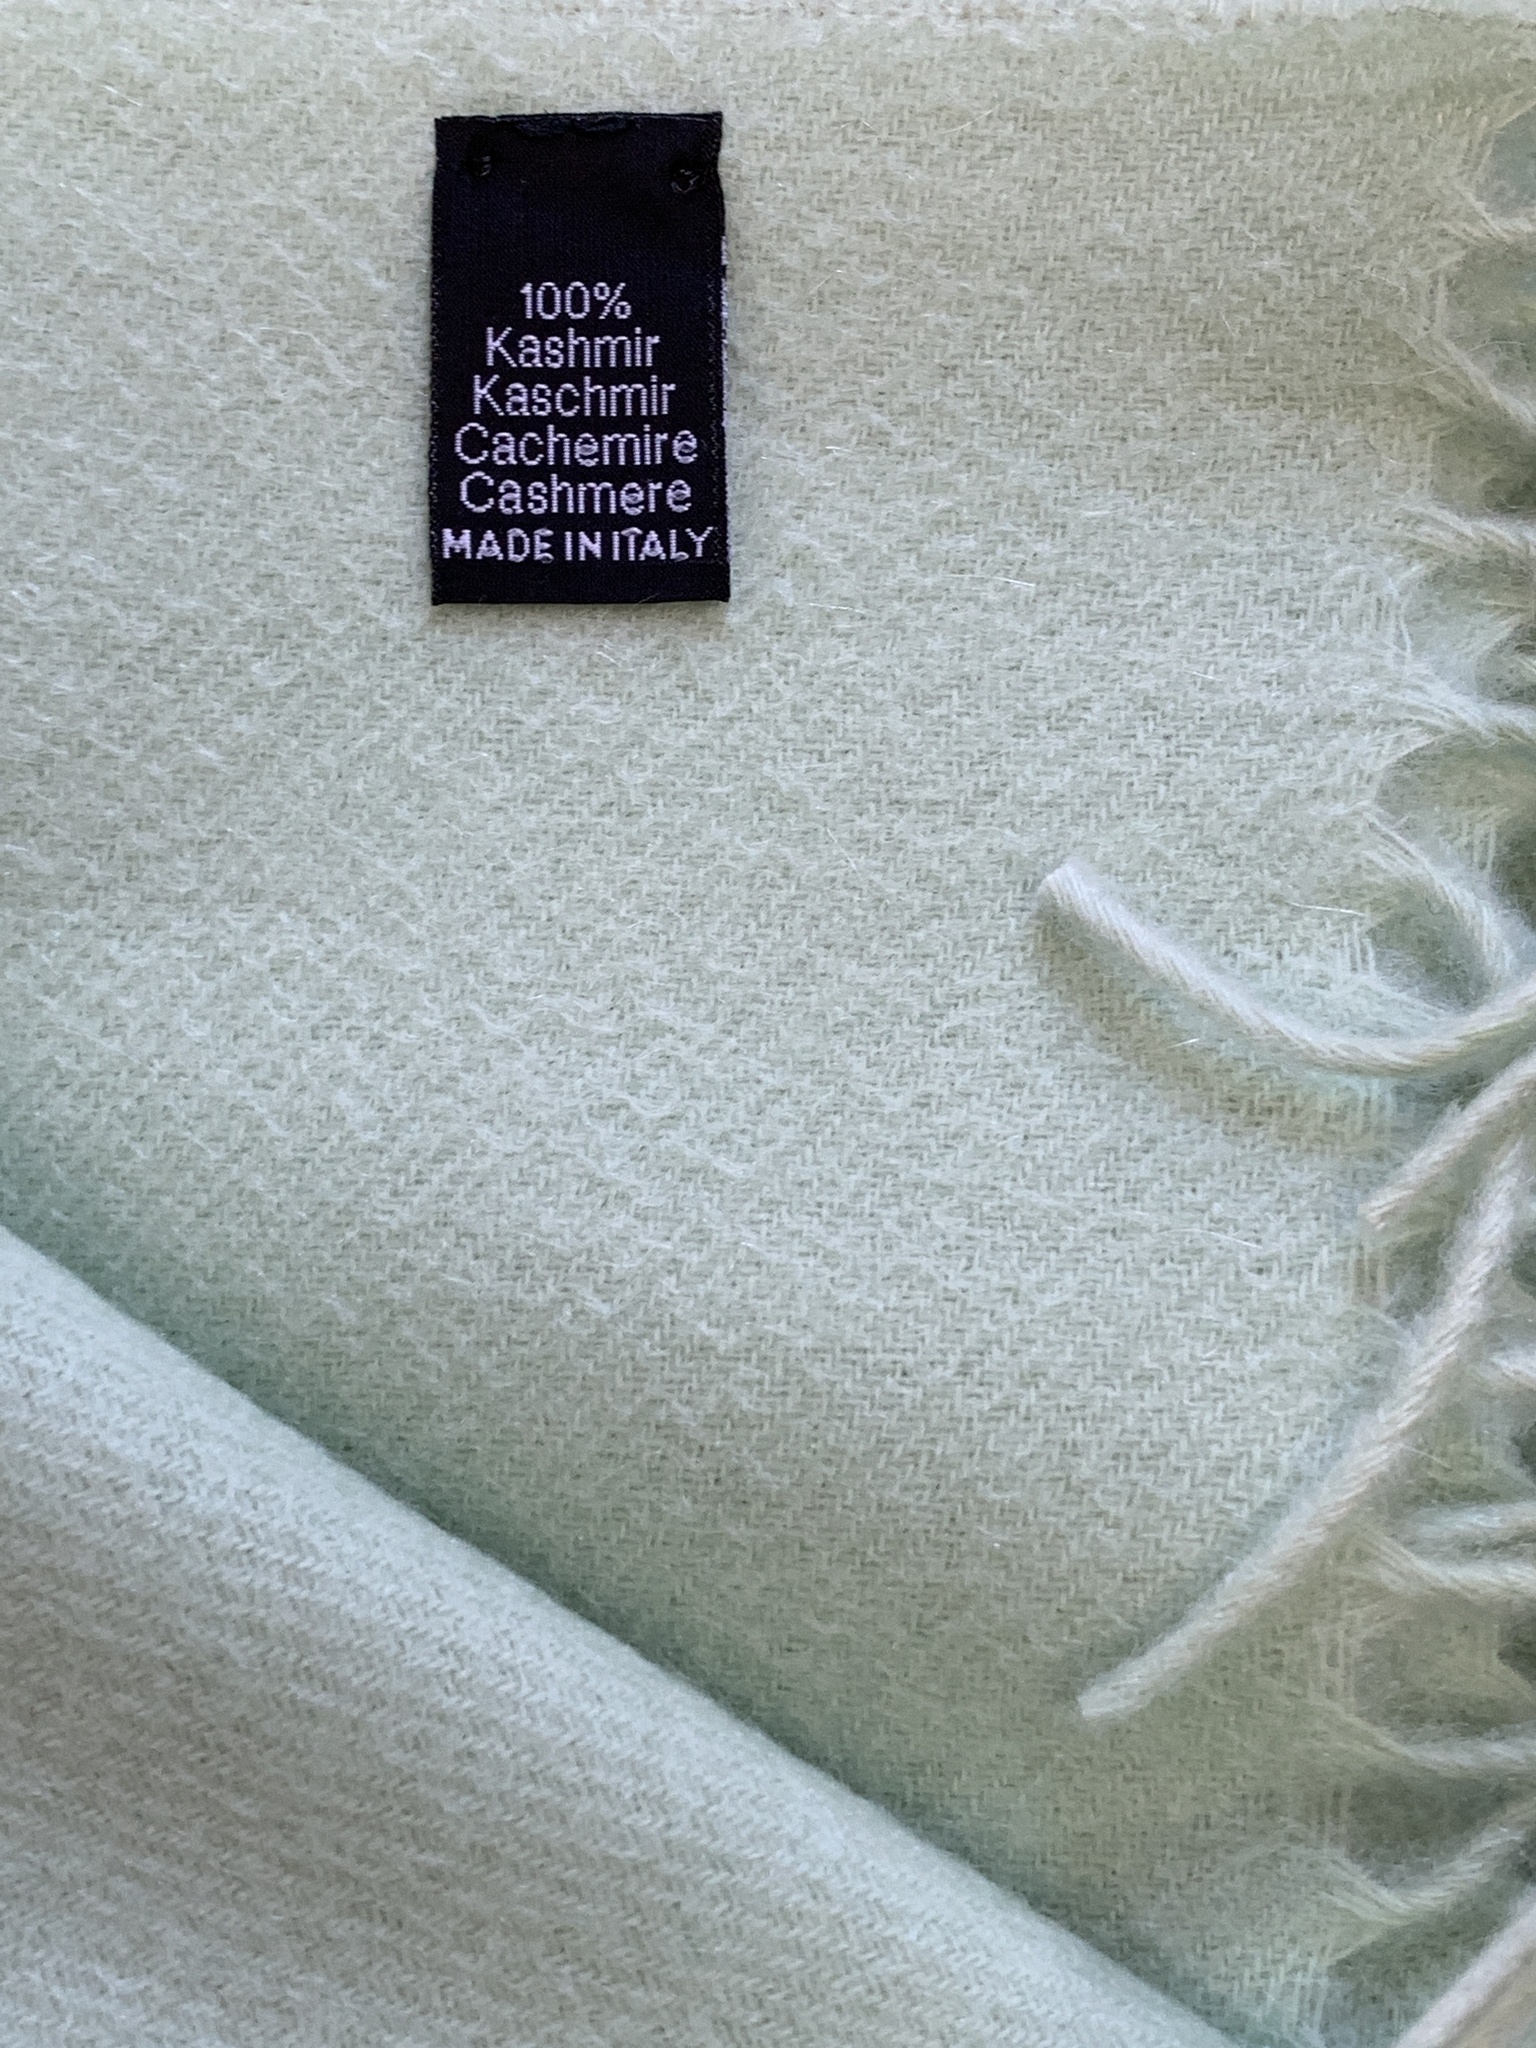 100%
Kashmir
Kaschmir
Cachemire
Cashmere
MADE IN ITALY